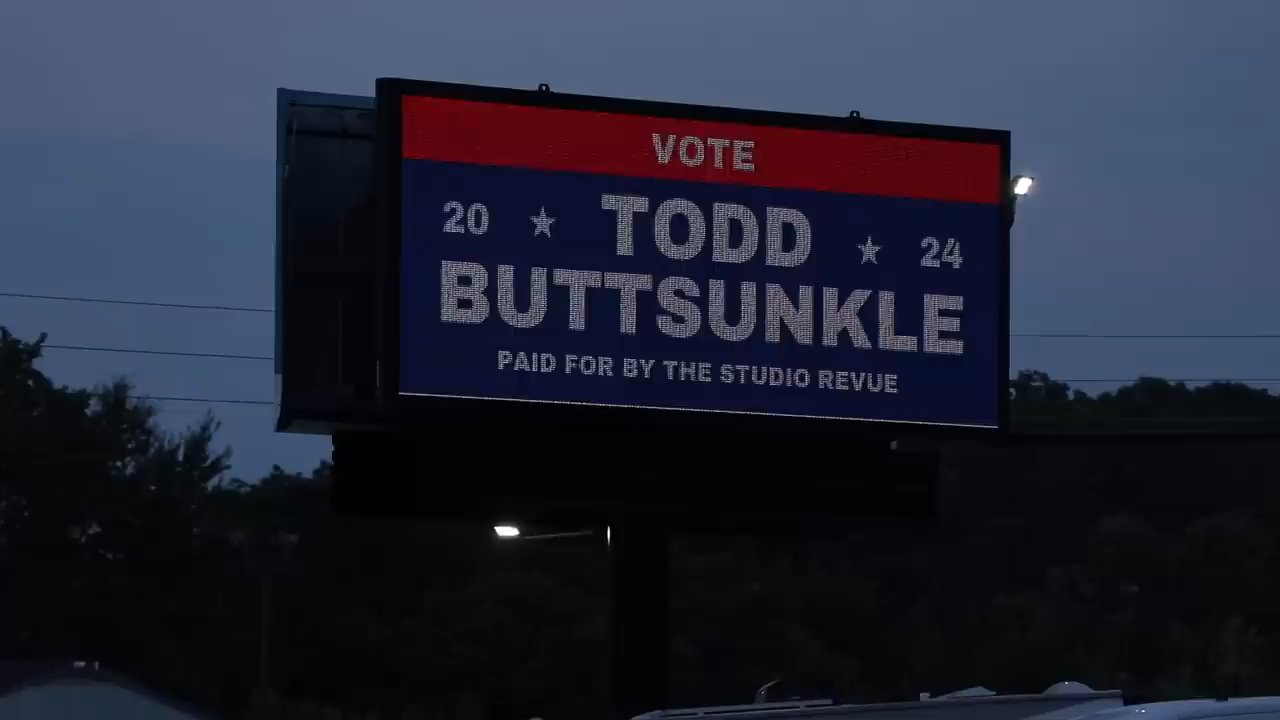 VOTE
20 ★ TODD ★ 24
BUTTSUNKLE
PAID FOR BY THE STUDIO REVUE